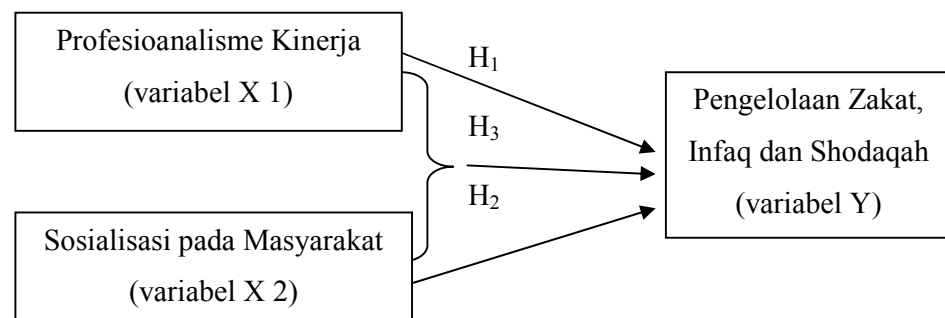 Profesioanalisme Kinerja
(variabel X 1)
H₁
H₃
H₂
Sosialisasi pada Masyarakat
(variabel X 2)
Pengelolaan Zakat,
Infaq dan Shodaqah
(variabel Y)